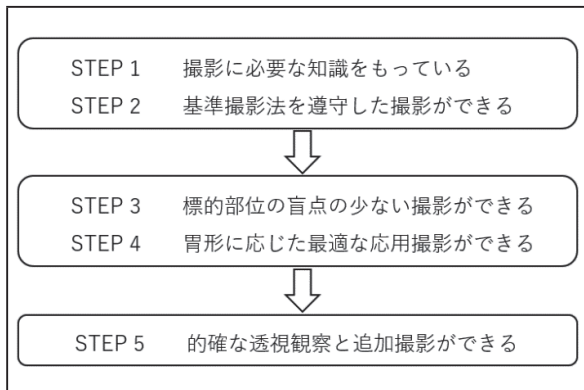 STEP 1 撮影に必要な知識をもっている
STEP 2 基準撮影法を遵守した撮影ができる
STEP 3 標的部位の盲点の少ない撮影ができる
STEP 4 胃形に応じた最適な応用撮影ができる
STEP 5 的確な透視観察と追加撮影ができる